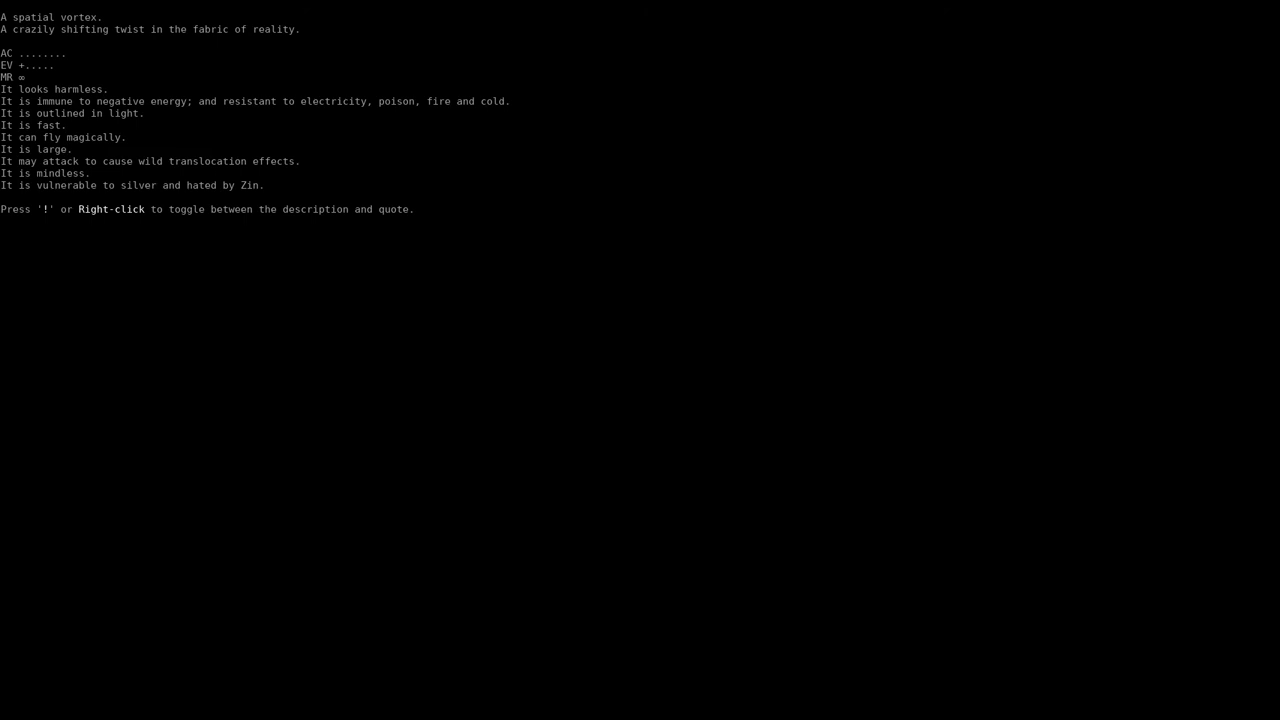 A spatial vortex.
A crazily shifting twist in the fabric of reality.
AC ........
EV +.....
MR ∞
It looks harmless.
It is immune to negative energy; and resistant to electricity, poison, fire and cold.
It is outlined in light.
It is fast.
It can fly magically.
It is large.
It may attack to cause wild translocation effects.
It is mindless.
It is vulnerable to silver and hated by Zin.
Press '!' or Right-click to toggle between the description and quote.